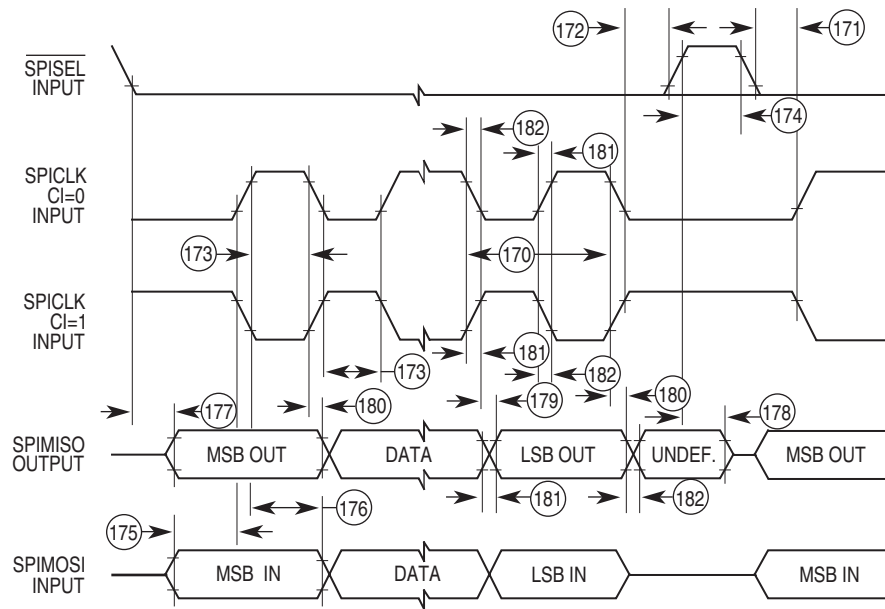 172
171
SPISEL
INPUT
174
182
181
SPICLK
CI=0
INPUT
173
170
SPICLK
CI=1
INPUT
181
173
182
179
180
177
180
178
SPIMISO
OUTPUT
MSB OUT
DATA
LSB OUT
UNDEF.
MSB OUT
181
182
176
175
SPIMOSI
INPUT
MSB IN
DATA
LSB IN
MSB IN